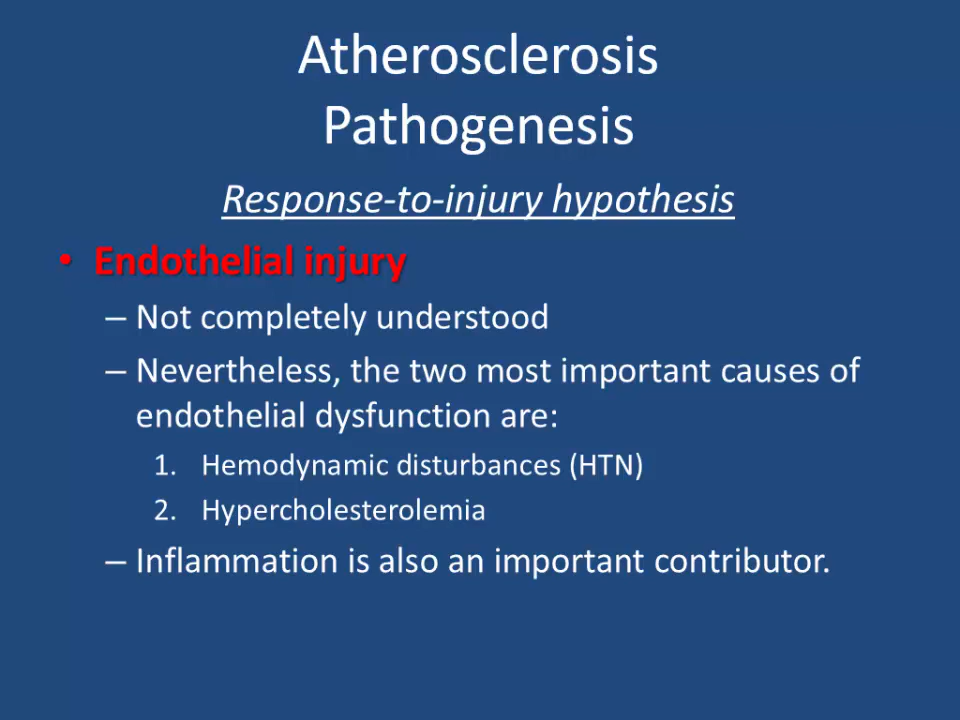 Atherosclerosis
Pathogenesis
Response-to-injury hypothesis
• Endothelial injury
– Not completely understood
– Nevertheless, the two most important causes of
endothelial dysfunction are:
1. Hemodynamic disturbances (HTN)
2. Hypercholesterolemia
– Inflammation is also an important contributor.